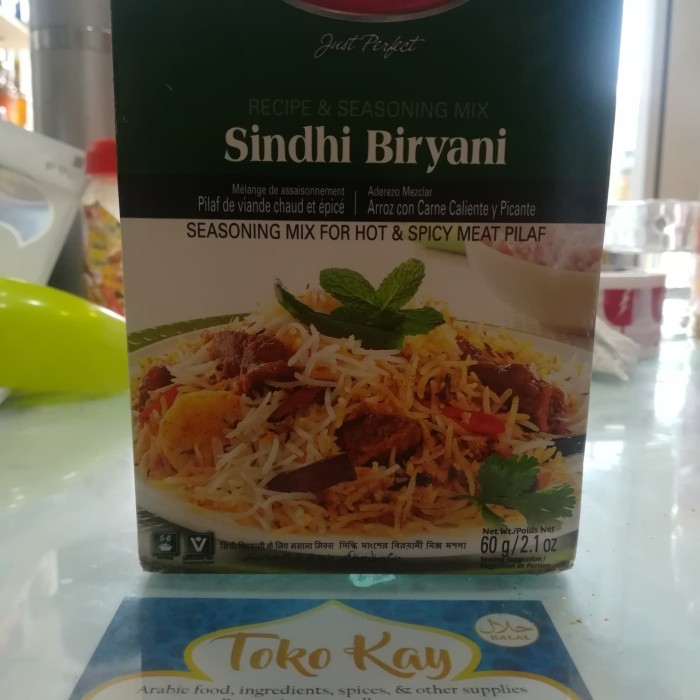 Just Perfect
RECIPE & SEASONING MIX
Sindhi Biryani
Mélange de assaisonnement
Pilaf de viande chaud et épicé
Aderezo Mezclar
Arroz con Carne Caliente y Picante
SEASONING MIX FOR HOT & SPICY MEAT PILAF
5-6
Net Wt./Poids Net
60 g/2.1 oz
Toko Kay
حلال
HALAL
Arabic food, ingredients, spices, & other supplies